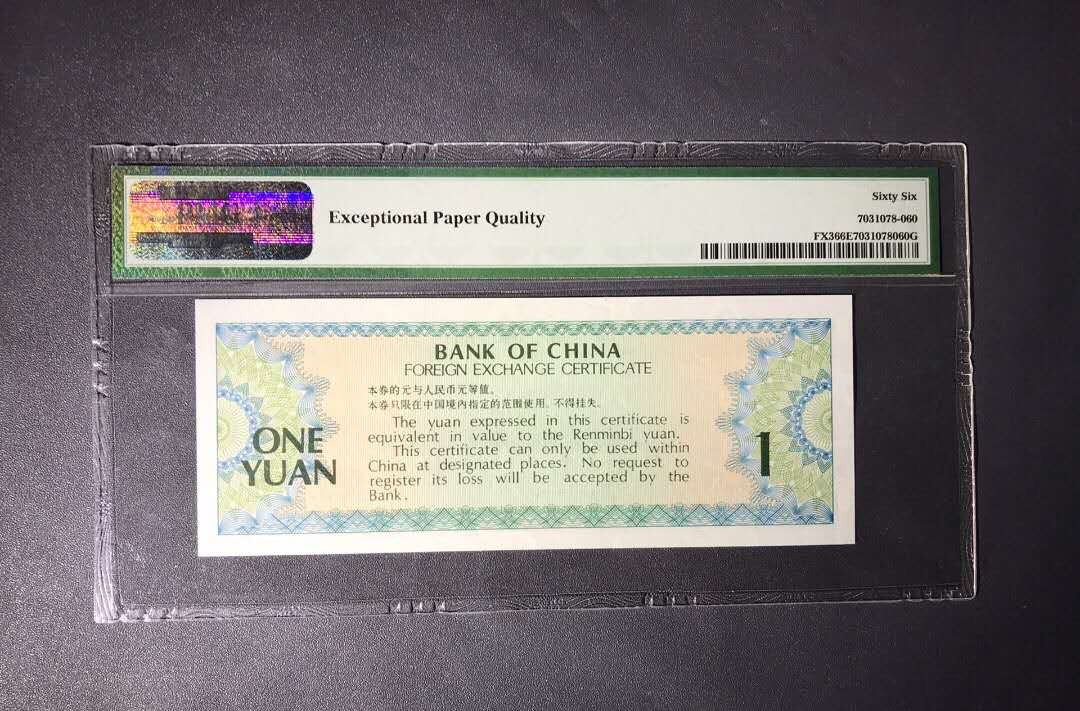 Exceptional Paper Quality
Sixty Six
7031078-060
FX366E7031078060G
BANK OF CHINA
FOREIGN EXCHANGE CERTIFICATE
本券的元与人民币元等值。
本券只限在中国境内指定的范围使用，不得挂失。
The yuan expressed in this certificate is
equivalent in value to the Renminbi yuan.
This certificate can only be used within
China at designated places. No request to
register its loss will be accepted by the
Bank.
ONE
YUAN
1